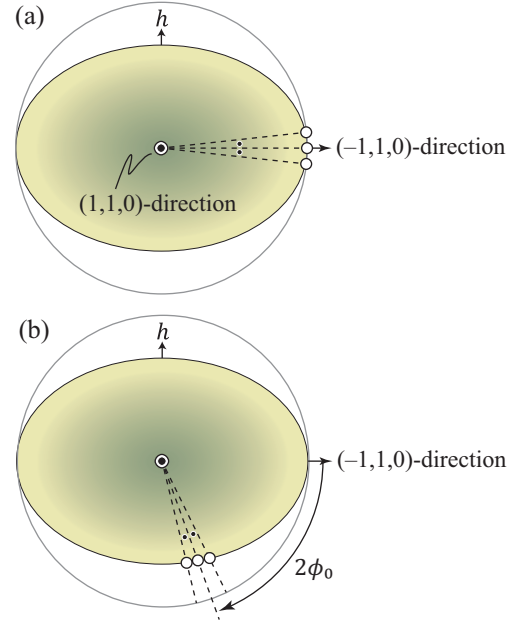 (a)
h
(–1,1,0)-direction
(1,1,0)-direction
(b)
h
(–1,1,0)-direction
2ϕ₀